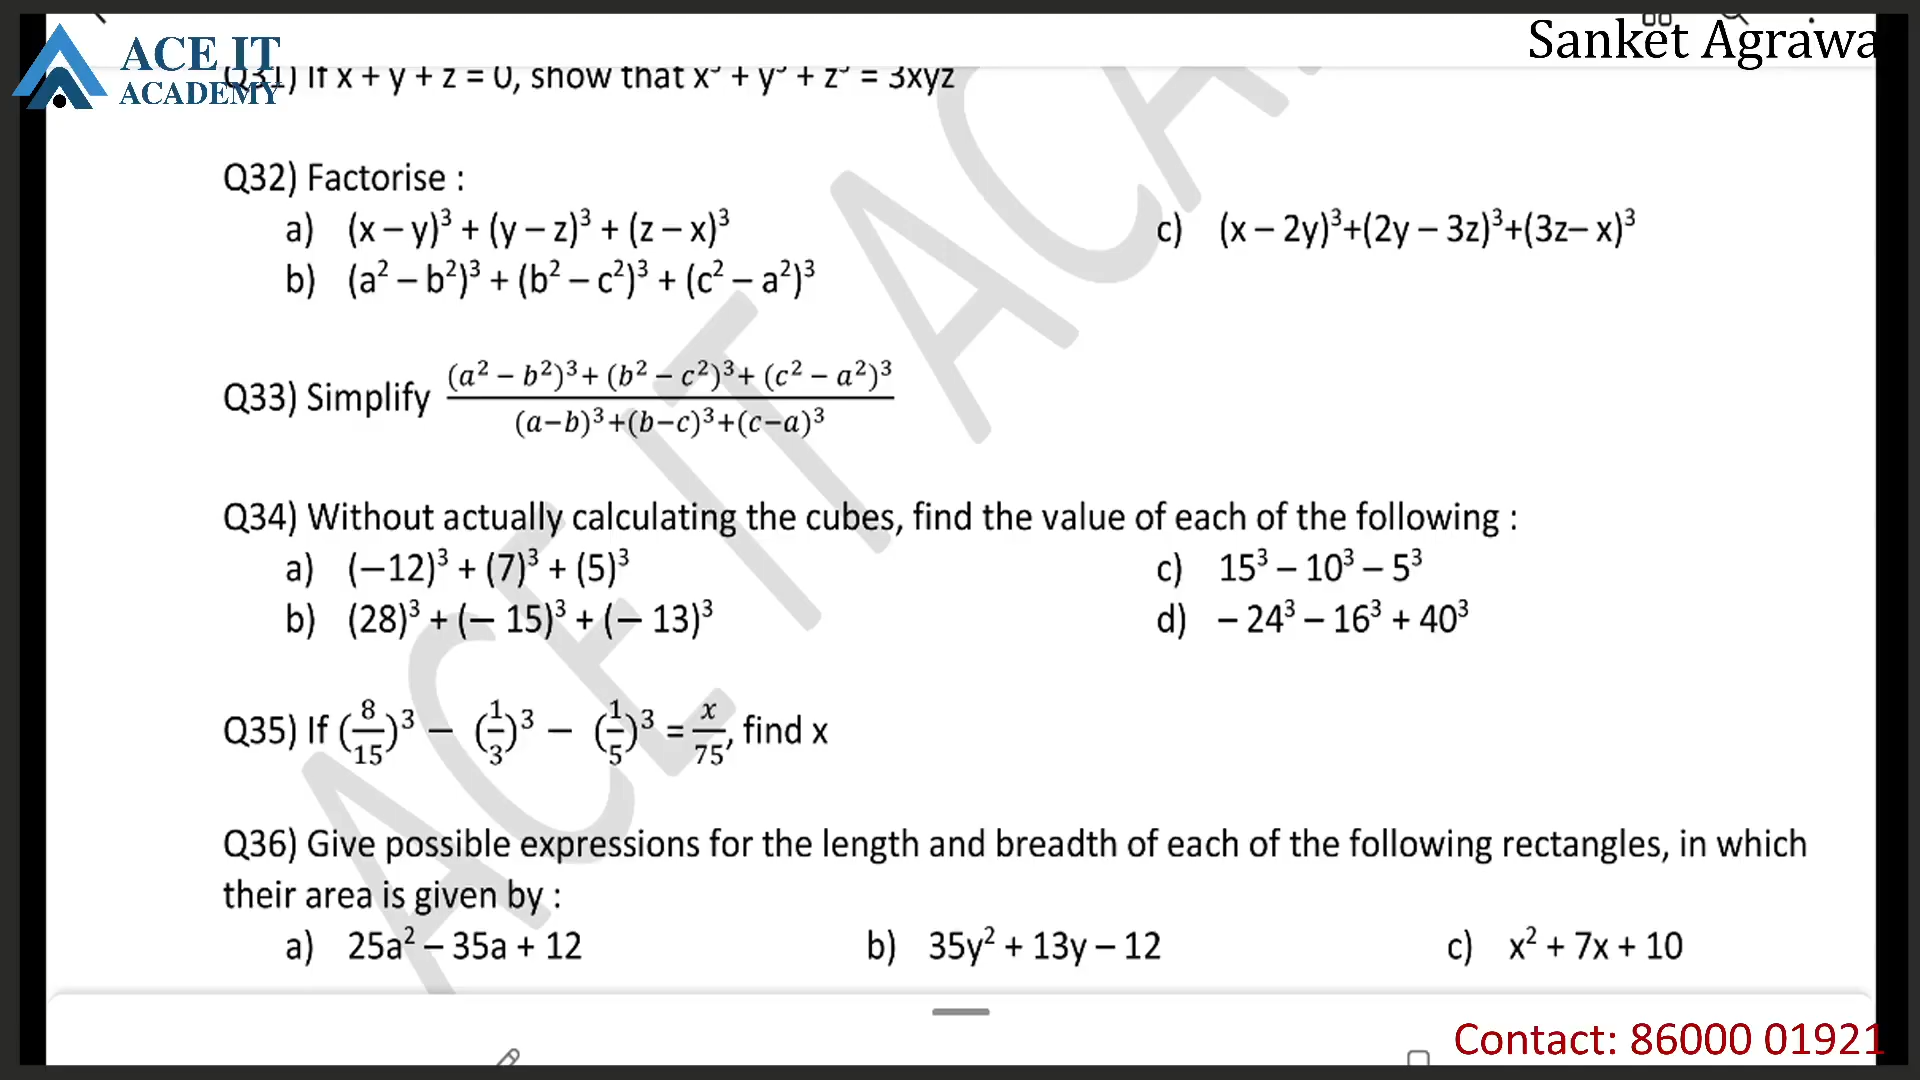 ACE IT
ACADEMY
Sanket Agrawa
Q31) If x + y + z = 0, show that x³ + y³ + z³ = 3xyz
Q32) Factorise :
a) (x – y)³ + (y – z)³ + (z – x)³
c) (x – 2y)³+(2y – 3z)³+(3z– x)³
b) (a² – b²)³ + (b² – c²)³ + (c² – a²)³
Q33) Simplify \frac{(a² – b²)³+ (b² – c²)³+ (c² – a²)³}{(a–b)³+(b–c)³+(c–a)³}
Q34) Without actually calculating the cubes, find the value of each of the following :
a) (–12)³ + (7)³ + (5)³
c) 15³ – 10³ – 5³
b) (28)³ + (– 15)³ + (– 13)³
d) – 24³ – 16³ + 40³
Q35) If (8/15)³ – (1/3)³ – (1/5)³ = x/75, find x
Q36) Give possible expressions for the length and breadth of each of the following rectangles, in which
their area is given by :
a) 25a² – 35a + 12
b) 35y² + 13y – 12
c) x² + 7x + 10
ACE IT ACA
Contact: 86000 01921